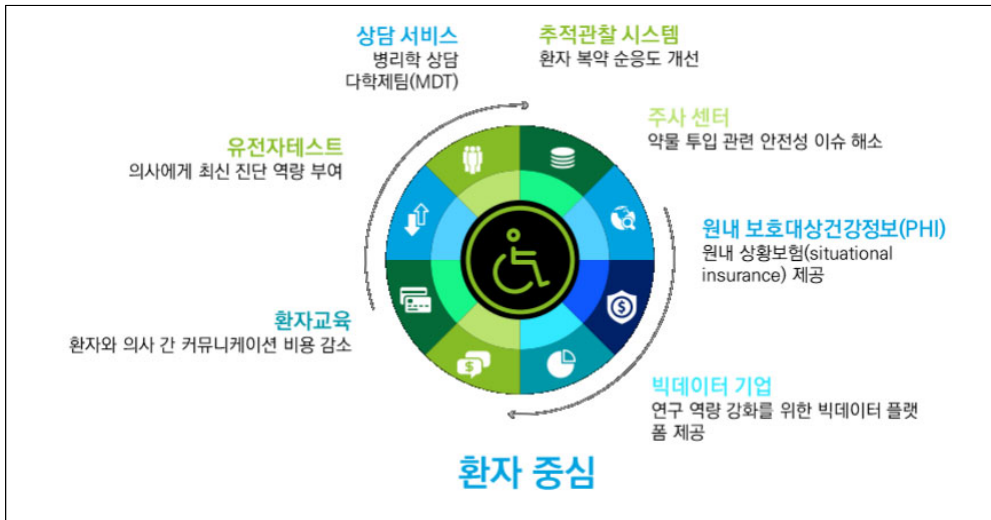 상담 서비스
병리학 상담
다학제팀(MDT)
추적관찰 시스템
환자 복약 순응도 개선
주사 센터
약물 투입 관련 안전성 이슈 해소
유전자테스트
의사에게 최신 진단 역량 부여
원내 보호대상건강정보(PHI)
원내 상황보험(situational
insurance) 제공
환자교육
환자와 의사 간 커뮤니케이션 비용 감소
빅데이터 기업
연구 역량 강화를 위한 빅데이터 플랫
폼 제공
환자 중심